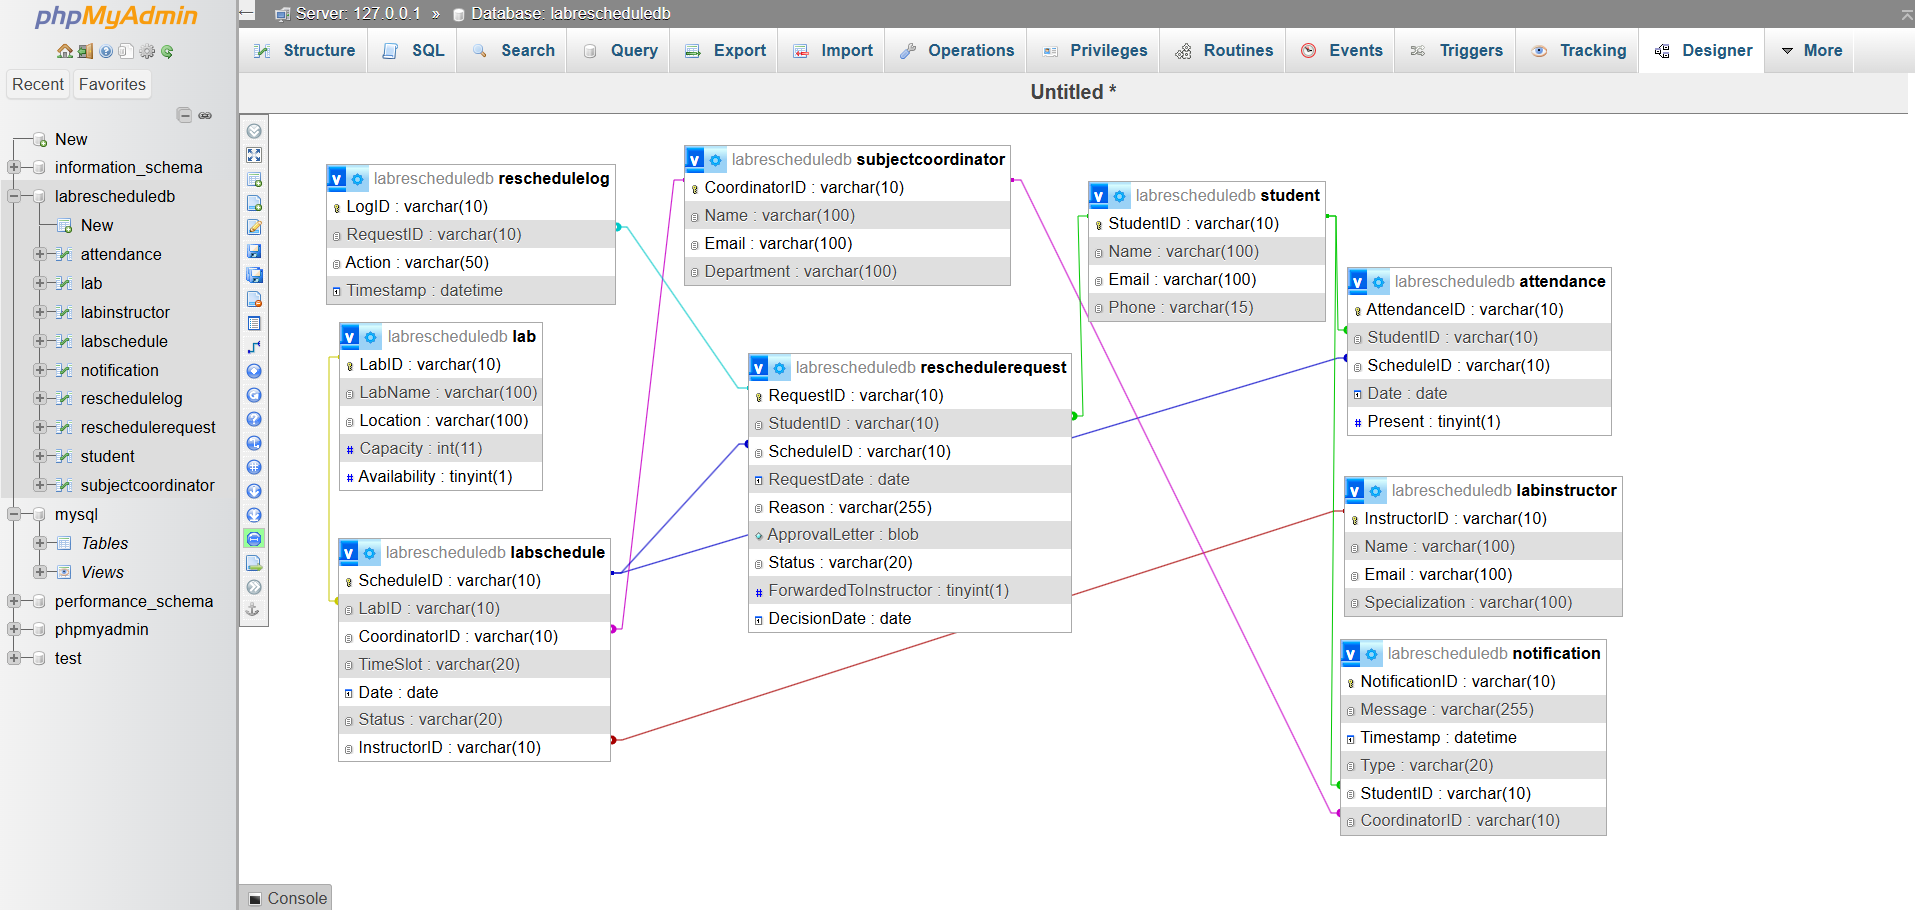 phpMyAdmin
Recent
Favorites
New
information_schema
labrescheduledb
New
attendance
lab
labinstructor
labschedule
notification
reschedulelog
reschedulerequest
student
subjectcoordinator
mysql
Tables
Views
performance_schema
phpmyadmin
test
Server: 127.0.0.1 » Database: labrescheduledb
Structure SQL Search Query Export Import Operations Privileges Routines Events Triggers Tracking Designer More
Untitled *
labrescheduledb reschedulelog
LogID : varchar(10)
RequestID : varchar(10)
Action : varchar(50)
Timestamp : datetime
labrescheduledb lab
LabID : varchar(10)
LabName : varchar(100)
Location : varchar(100)
# Capacity : int(11)
# Availability : tinyint(1)
labrescheduledb labschedule
ScheduleID : varchar(10)
LabID : varchar(10)
CoordinatorID : varchar(10)
TimeSlot : varchar(20)
Date : date
Status : varchar(20)
InstructorID : varchar(10)
labrescheduledb subjectcoordinator
CoordinatorID : varchar(10)
Name : varchar(100)
Email : varchar(100)
Department : varchar(100)
labrescheduledb reschedulerequest
RequestID : varchar(10)
StudentID : varchar(10)
ScheduleID : varchar(10)
RequestDate : date
Reason : varchar(255)
ApprovalLetter : blob
Status : varchar(20)
# ForwardedToInstructor : tinyint(1)
DecisionDate : date
labrescheduledb student
StudentID : varchar(10)
Name : varchar(100)
Email : varchar(100)
Phone : varchar(15)
labrescheduledb attendance
AttendanceID : varchar(10)
StudentID : varchar(10)
ScheduleID : varchar(10)
Date : date
# Present : tinyint(1)
labrescheduledb labinstructor
InstructorID : varchar(10)
Name : varchar(100)
Email : varchar(100)
Specialization : varchar(100)
labrescheduledb notification
NotificationID : varchar(10)
Message : varchar(255)
Timestamp : datetime
Type : varchar(20)
StudentID : varchar(10)
CoordinatorID : varchar(10)
Console